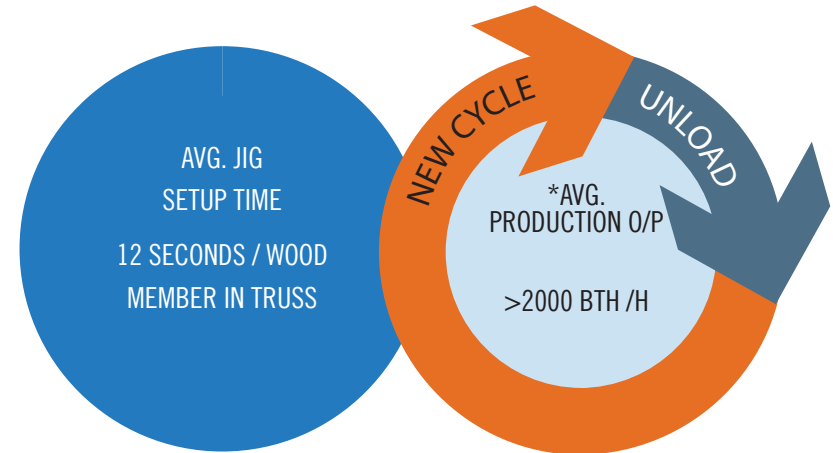 AVG. JIG
SETUP TIME
12 SECONDS / WOOD
MEMBER IN TRUSS
NEW CYCLE
UNLOAD
*AVG.
PRODUCTION O/P
>2000 BTH /H